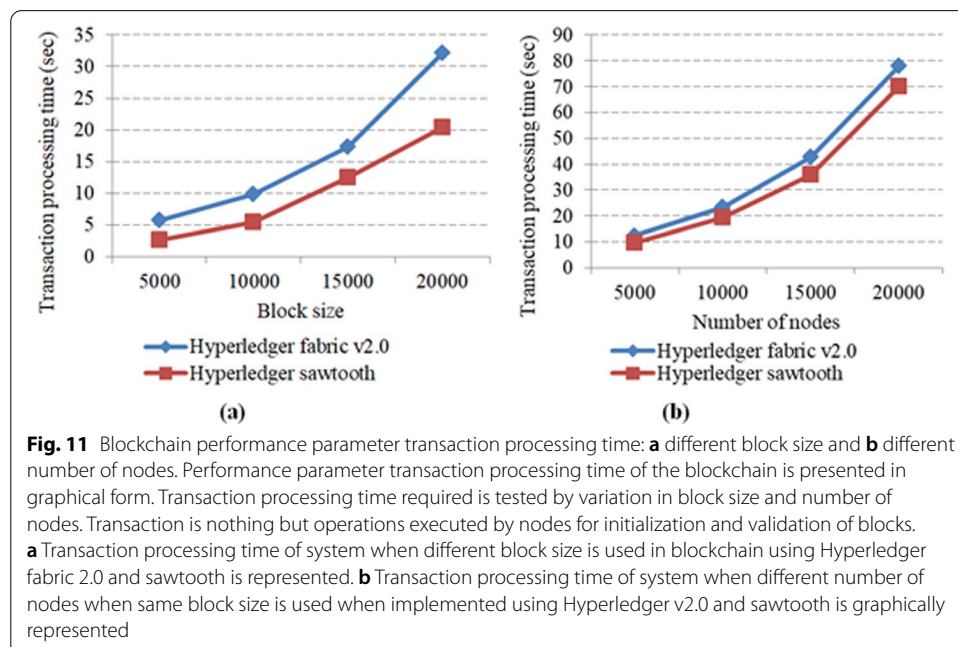 Transaction processing time (sec)
35
30
25
20
15
10
5
0
5000 10000 15000 20000
Block size
Hyperledger fabric v2.0
Hyperledger sawtooth
(a)
Transaction processing time (sec)
90
80
70
60
50
40
30
20
10
0
5000 10000 15000 20000
Number of nodes
Hyperledger fabric v2.0
Hyperledger sawtooth
(b)
Fig. 11 Blockchain performance parameter transaction processing time: a different block size and b different
number of nodes. Performance parameter transaction processing time of the blockchain is presented in
graphical form. Transaction processing time required is tested by variation in block size and number of
nodes. Transaction is nothing but operations executed by nodes for initialization and validation of blocks.
a Transaction processing time of system when different block size is used in blockchain using Hyperledger
fabric 2.0 and sawtooth is represented. b Transaction processing time of system when different number of
nodes when same block size is used when implemented using Hyperledger v2.0 and sawtooth is graphically
represented